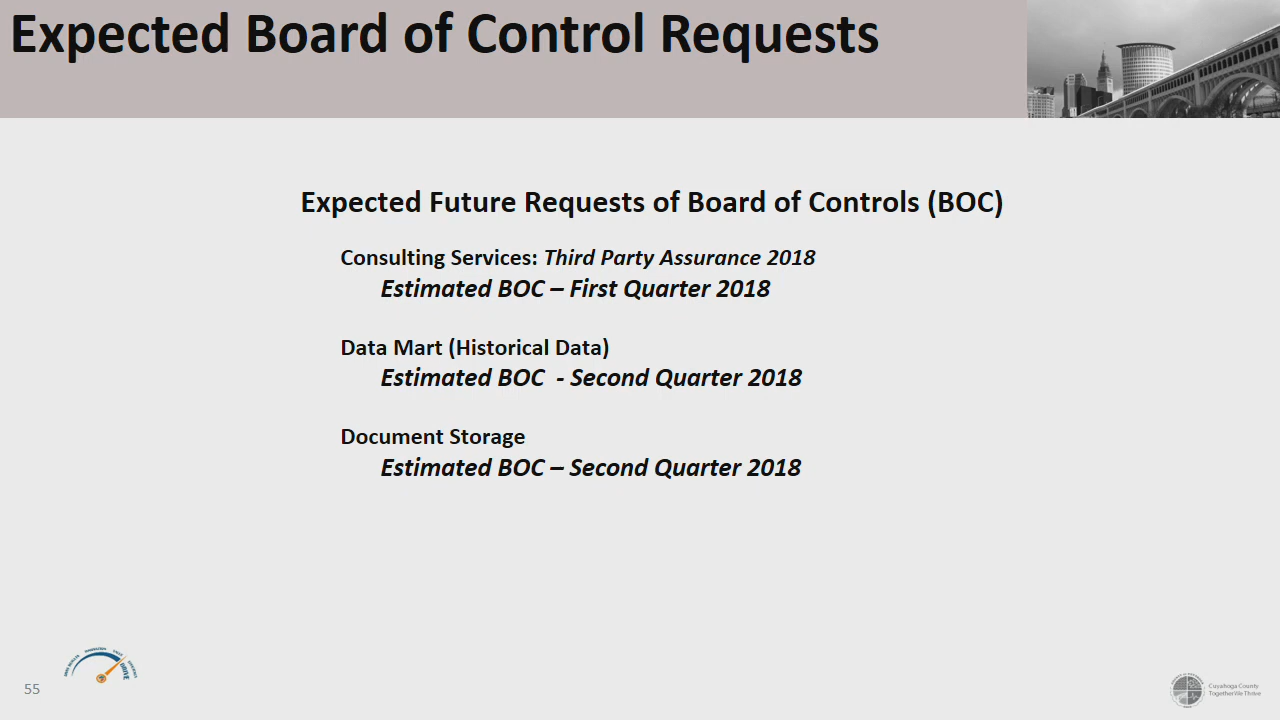 Expected Board of Control Requests
Expected Future Requests of Board of Controls (BOC)
Consulting Services: Third Party Assurance 2018
Estimated BOC – First Quarter 2018
Data Mart (Historical Data)
Estimated BOC  - Second Quarter 2018
Document Storage
Estimated BOC – Second Quarter 2018
55
Cuyahoga County
Together We Thrive